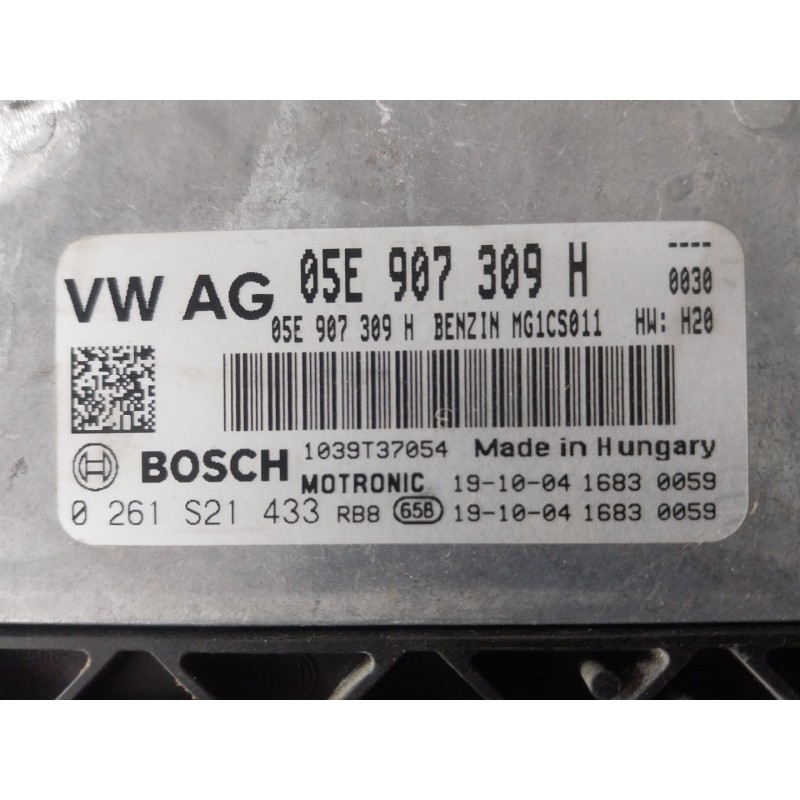 VW AG 05E 907 309 H ----
0030
05E 907 309 H BENZIN MG1CS011 HW: H20
BOSCH 1039T37054 Made in Hungary
MOTRONIC 19-10-04 1683 0059
0 261 S21 433 RB8 658 19-10-04 1683 0059